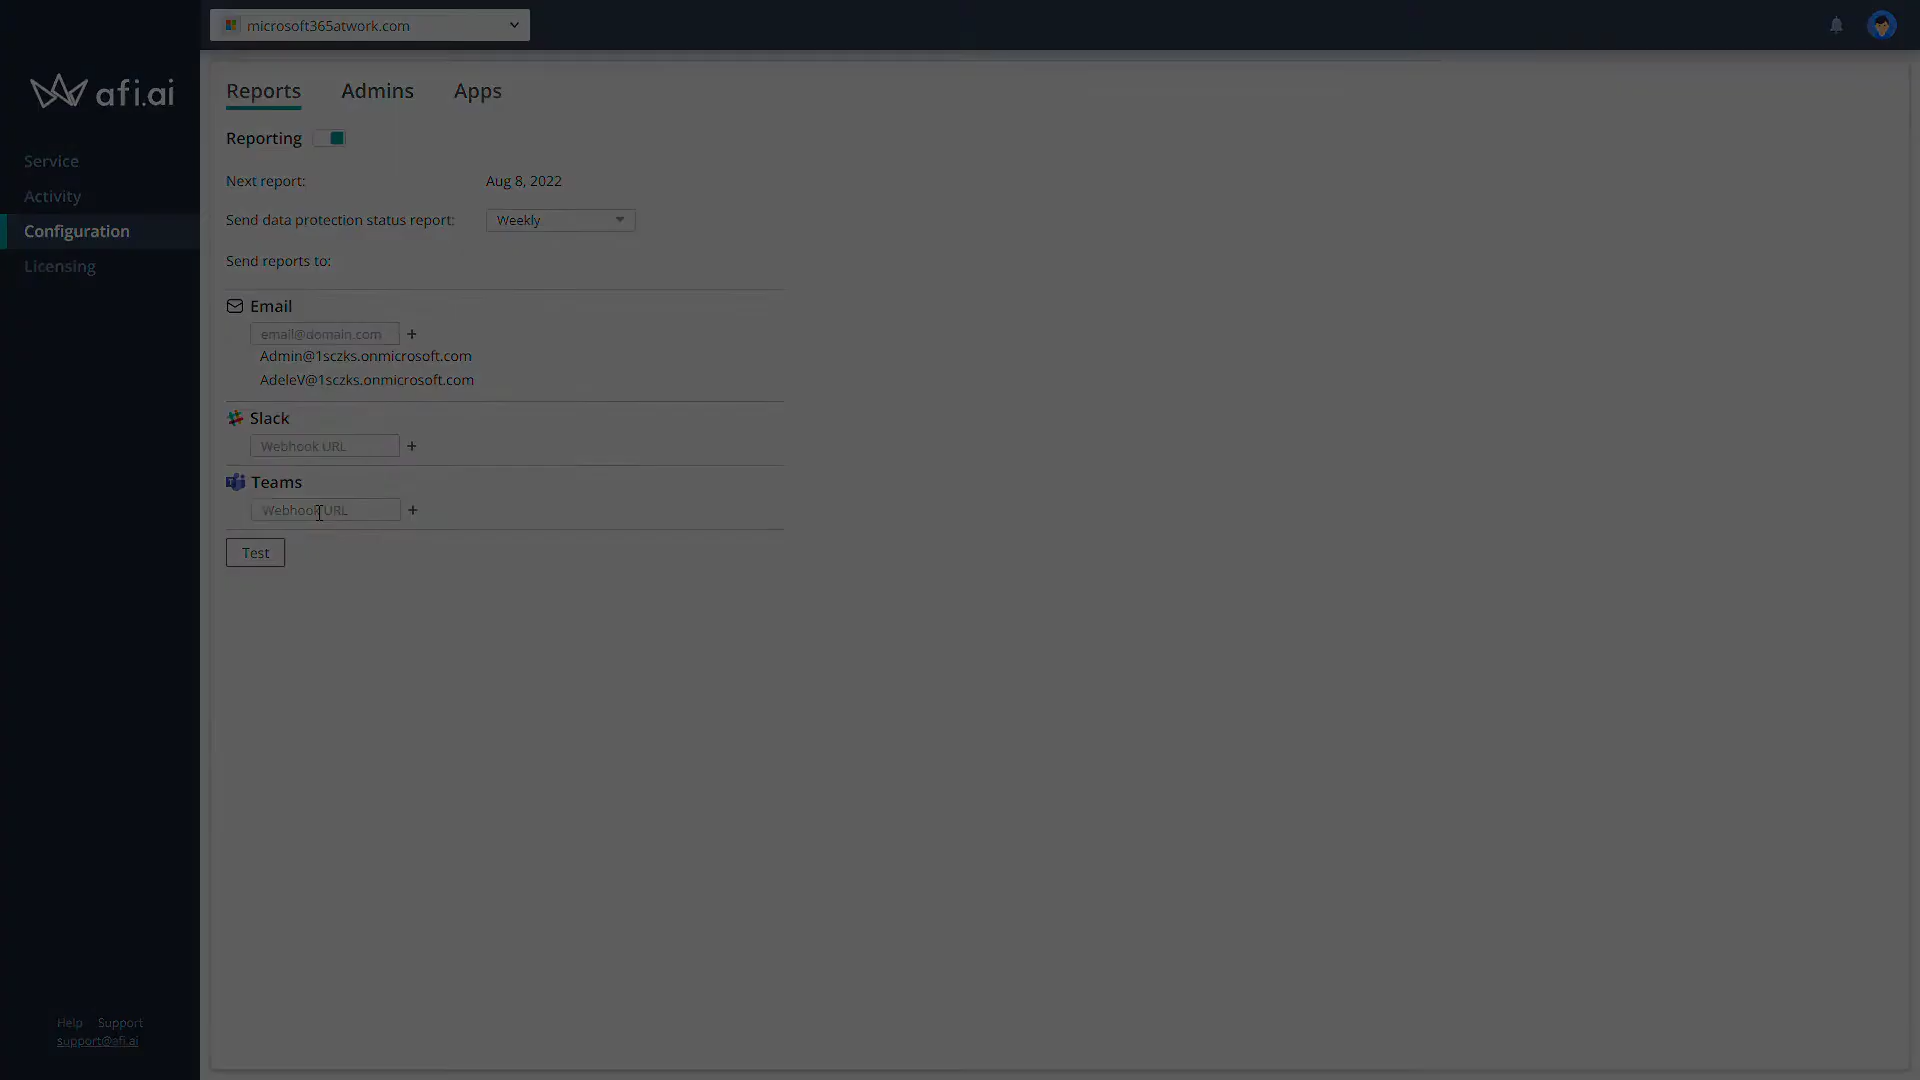 microsoft365atwork.com
afi.ai
Service
Activity
Configuration
Licensing
Reports Admins Apps
Reporting
Next report: Aug 8, 2022
Send data protection status report: Weekly
Send reports to:
Email
email@domain.com +
Admin@1sczks.onmicrosoft.com
AdeleV@1sczks.onmicrosoft.com
Slack
Webhook URL +
Teams
Webhook URL +
Test
Help Support
support@afi.ai